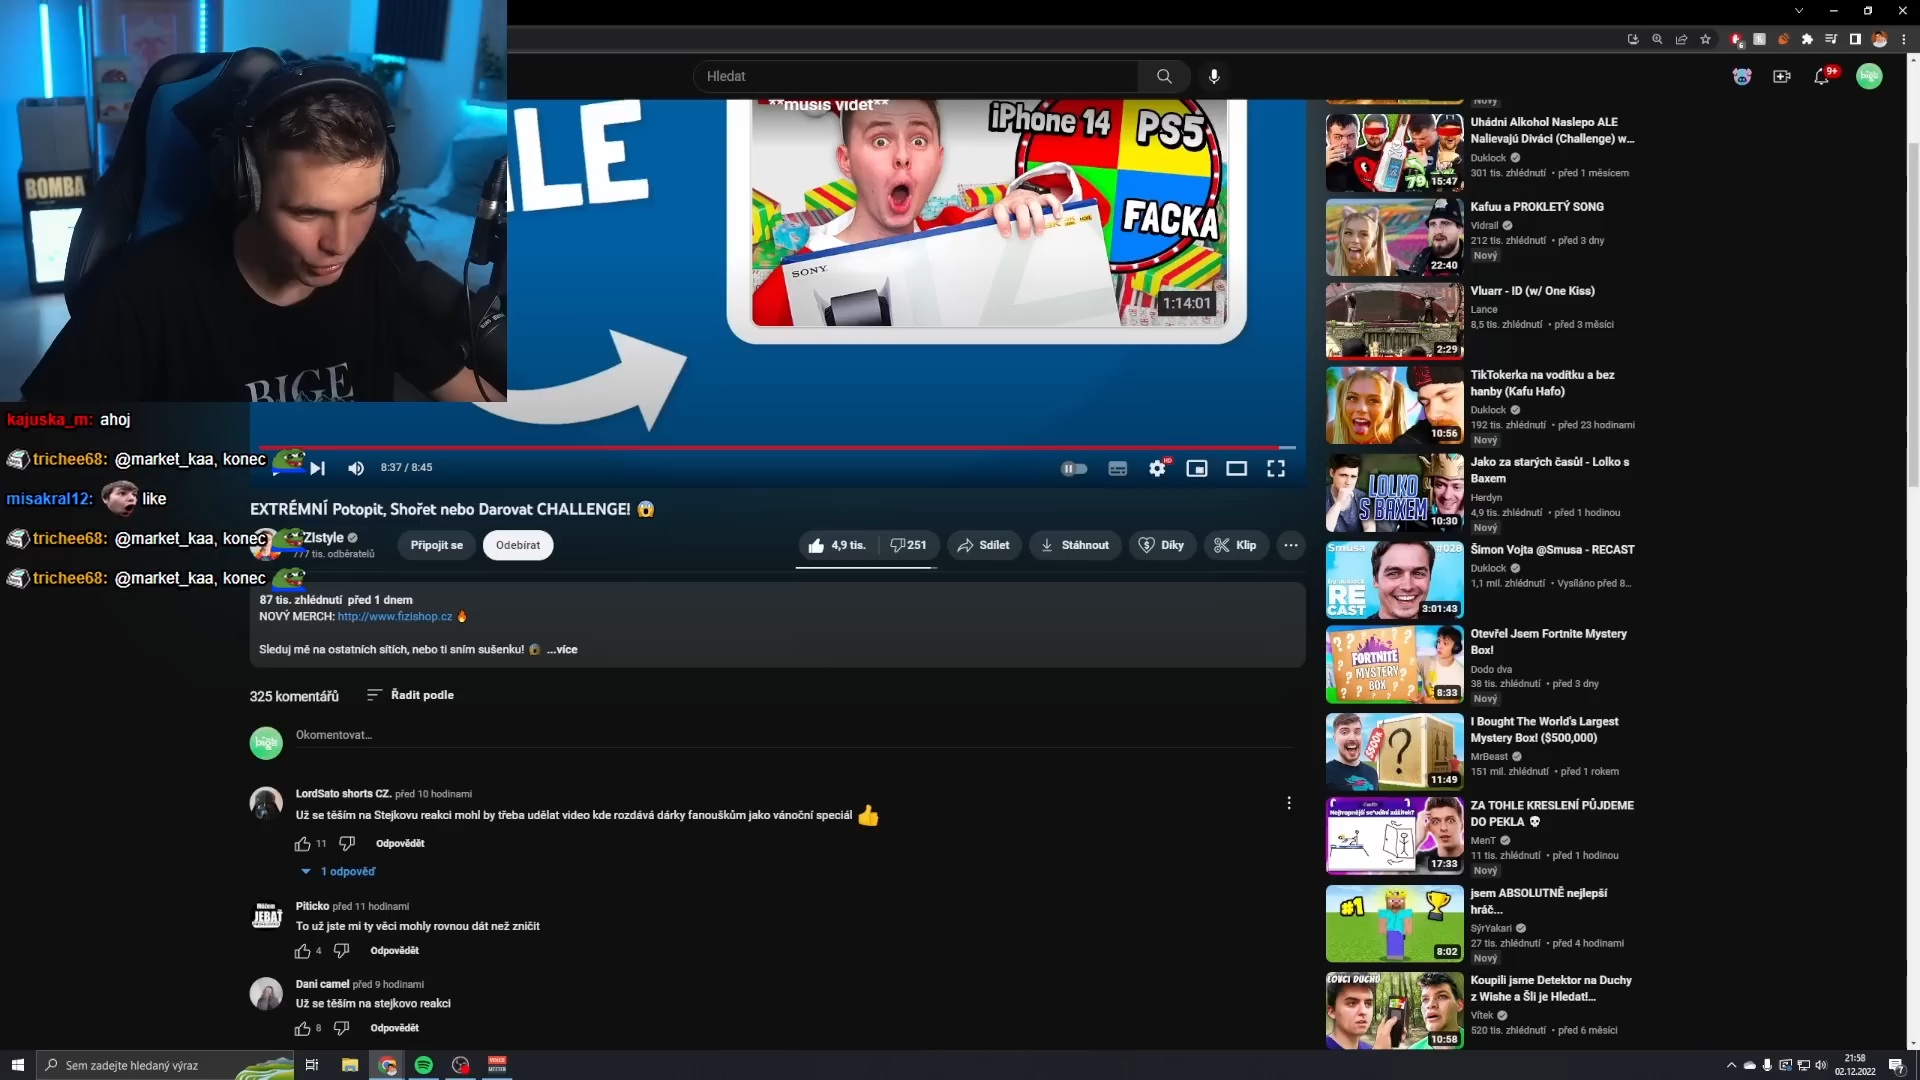 BOMBA
BIGE
kajuska_m: ahoj
trichee68: @market_kaa, konec
misakral12: like
trichee68: @market_kaa, konec
trichee68: @market_kaa, konec
Hledat
9+
**musíš vidět**
iPhone 14
PS5
FACKA
SONY
1:14:01
8:37 / 8:45
HD
EXTRÉMNÍ Potopit, Shořet nebo Darovat CHALLENGE!
777 tis. odběratelů
Připojit se
Odebírat
4,9 tis.
251
Sdílet
Stáhnout
Díky
Klip
87 tis. zhlédnutí před 1 dnem
NOVÝ MERCH: http://www.fizishop.cz
Sleduj mě na ostatních sítích, nebo ti sním sušenku! ...více
325 komentářů
Řadit podle
Okomentovat...
LordSato shorts CZ. před 10 hodinami
Už se těším na Stejkovu reakci mohl by třeba udělat video kde rozdává dárky fanouškům jako vánoční speciál
11
Odpovědět
1 odpověď
Piticko před 11 hodinami
To už jste mi ty věci mohly rovnou dát než zničit
4
Odpovědět
Dani camel před 9 hodinami
Už se těším na stejkovo reakci
8
Odpovědět
Nový
Uhádni Alkohol Naslepo ALE
Nalievajú Diváci (Challenge) w...
Duklock
301 tis. zhlédnutí • před 1 měsícem
79
15:47
Kafuu a PROKLETÝ SONG
Vidrail
212 tis. zhlédnutí • před 3 dny
Nový
22:40
Vluarr - ID (w/ One Kiss)
Lance
8,5 tis. zhlédnutí • před 3 měsíci
2:29
TikTokerka na vodítku a bez
hanby (Kafu Hafo)
Duklock
192 tis. zhlédnutí • před 23 hodinami
Nový
10:56
Jako za starých časů! - Lolko s
Baxem
Herdyn
4,9 tis. zhlédnutí • před 1 hodinou
Nový
LOLKO
S BAXEM
10:30
Šimon Vojta @Smusa - RECAST
Duklock
1,1 mil. zhlédnutí • Vysíláno před 8...
Smusa
#028
by:duklock
RE
CAST
3:01:43
Otevřel Jsem Fortnite Mystery
Box!
Dodo dva
38 tis. zhlédnutí • před 3 dny
Nový
FORTNITE
MYSTERY
BOX
8:33
I Bought The World's Largest
Mystery Box! ($500,000)
MrBeast
151 mil. zhlédnutí • před 1 rokem
11:49
ZA TOHLE KRESLENÍ PŮJDEME
DO PEKLA
MenT
11 tis. zhlédnutí • před 1 hodinou
Nový
17:33
jsem ABSOLUTNĚ nejlepší
hráč...
SýrYakari
27 tis. zhlédnutí • před 4 hodinami
Nový
#1
8:02
Koupili jsme Detektor na Duchy
z Wishe a Šli je Hledat!...
Vítek
520 tis. zhlédnutí • před 6 měsíci
LOVCI DUCHŮ
10:58
Sem zadejte hledaný výraz
21:58
02.12.2022